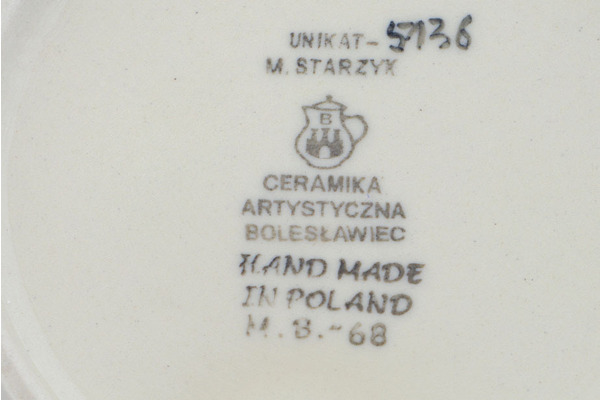 UNIKAT- 5136
M. STARZYK
B
CERAMIKA
ARTYSTYCZNA
BOLESŁAWIEC
HAND MADE
IN POLAND
M.B.-68